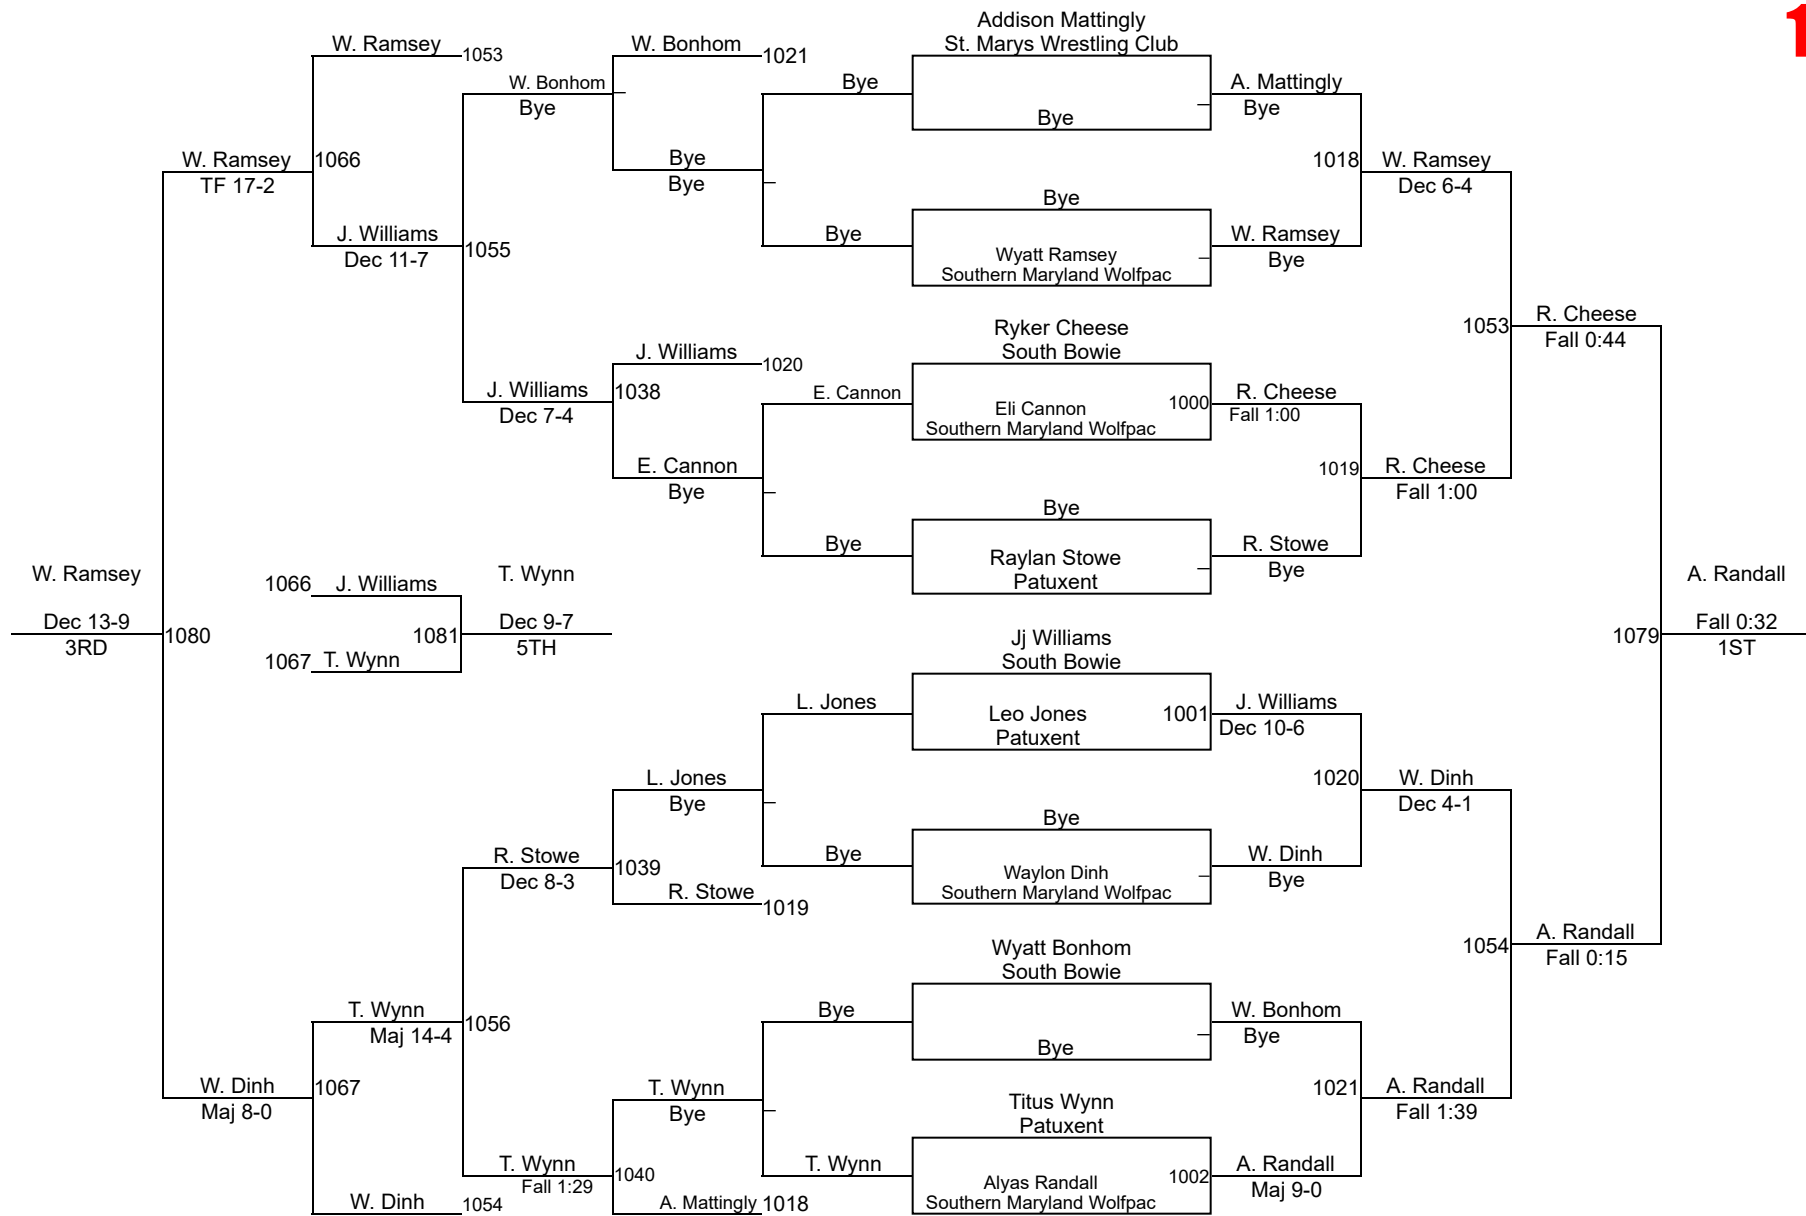 1
Addison Mattingly
St. Marys Wrestling Club
W. Ramsey
1053
W. Bonhom
1021
W. Bonhom
Bye
Bye
Bye
A. Mattingly
Bye
W. Ramsey
TF 17-2
1066
Bye
Bye
1018
W. Ramsey
Dec 6-4
Bye
J. Williams
Dec 11-7
1055
Bye
Wyatt Ramsey
Southern Maryland Wolfpac
W. Ramsey
Bye
Ryker Cheese
South Bowie
1053
R. Cheese
Fall 0:44
J. Williams
1020
J. Williams
Dec 7-4
1038
E. Cannon
Eli Cannon
Southern Maryland Wolfpac
1000
R. Cheese
Fall 1:00
E. Cannon
Bye
1019
R. Cheese
Fall 1:00
Bye
Bye
Raylan Stowe
Patuxent
R. Stowe
Bye
W. Ramsey
Dec 13-9
3RD
1080
1066
J. Williams
1067
T. Wynn
1081
T. Wynn
Dec 9-7
5TH
A. Randall
Fall 0:32
1ST
1079
Jj Williams
South Bowie
L. Jones
Leo Jones
Patuxent
1001
J. Williams
Dec 10-6
L. Jones
Bye
1020
W. Dinh
Dec 4-1
Bye
R. Stowe
Dec 8-3
1039
Bye
Waylon Dinh
Southern Maryland Wolfpac
W. Dinh
Bye
R. Stowe
1019
Wyatt Bonhom
South Bowie
1054
A. Randall
Fall 0:15
T. Wynn
Maj 14-4
1056
Bye
Bye
W. Bonhom
Bye
W. Dinh
Maj 8-0
1067
T. Wynn
Bye
Titus Wynn
Patuxent
1021
A. Randall
Fall 1:39
T. Wynn
Fall 1:29
1040
T. Wynn
Alyas Randall
Southern Maryland Wolfpac
1002
A. Randall
Maj 9-0
W. Dinh
1054
A. Mattingly
1018